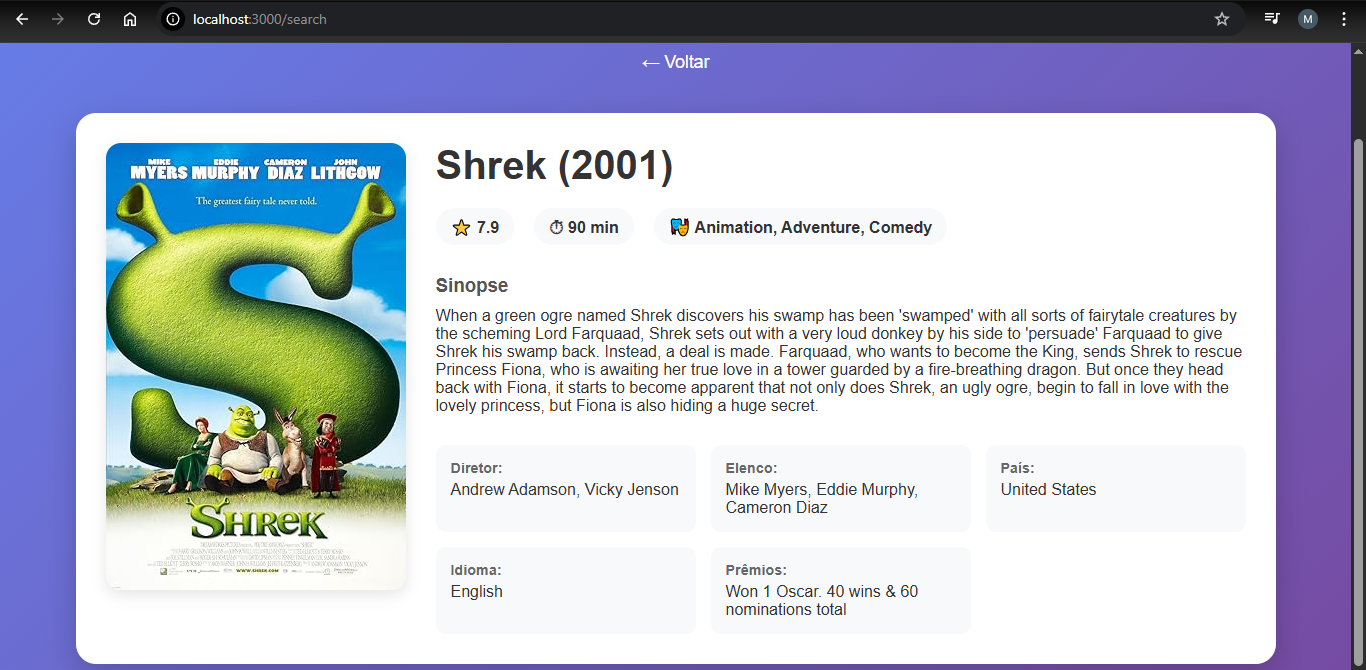 localhost:3000/search
M
← Voltar
MIKE EDDIE CAMERON JOHN
MYERS MURPHY DIAZ LITHGOW
The greatest fairy tale never told.
SHREK
WWW.SHREK.COM
Shrek (2001)
⭐ 7.9
⏱ 90 min
🎭 Animation, Adventure, Comedy
Sinopse
When a green ogre named Shrek discovers his swamp has been 'swamped' with all sorts of fairytale creatures by
the scheming Lord Farquaad, Shrek sets out with a very loud donkey by his side to 'persuade' Farquaad to give
Shrek his swamp back. Instead, a deal is made. Farquaad, who wants to become the King, sends Shrek to rescue
Princess Fiona, who is awaiting her true love in a tower guarded by a fire-breathing dragon. But once they head
back with Fiona, it starts to become apparent that not only does Shrek, an ugly ogre, begin to fall in love with the
lovely princess, but Fiona is also hiding a huge secret.
Diretor:
Andrew Adamson, Vicky Jenson
Elenco:
Mike Myers, Eddie Murphy,
Cameron Diaz
País:
United States
Idioma:
English
Prêmios:
Won 1 Oscar. 40 wins & 60
nominations total